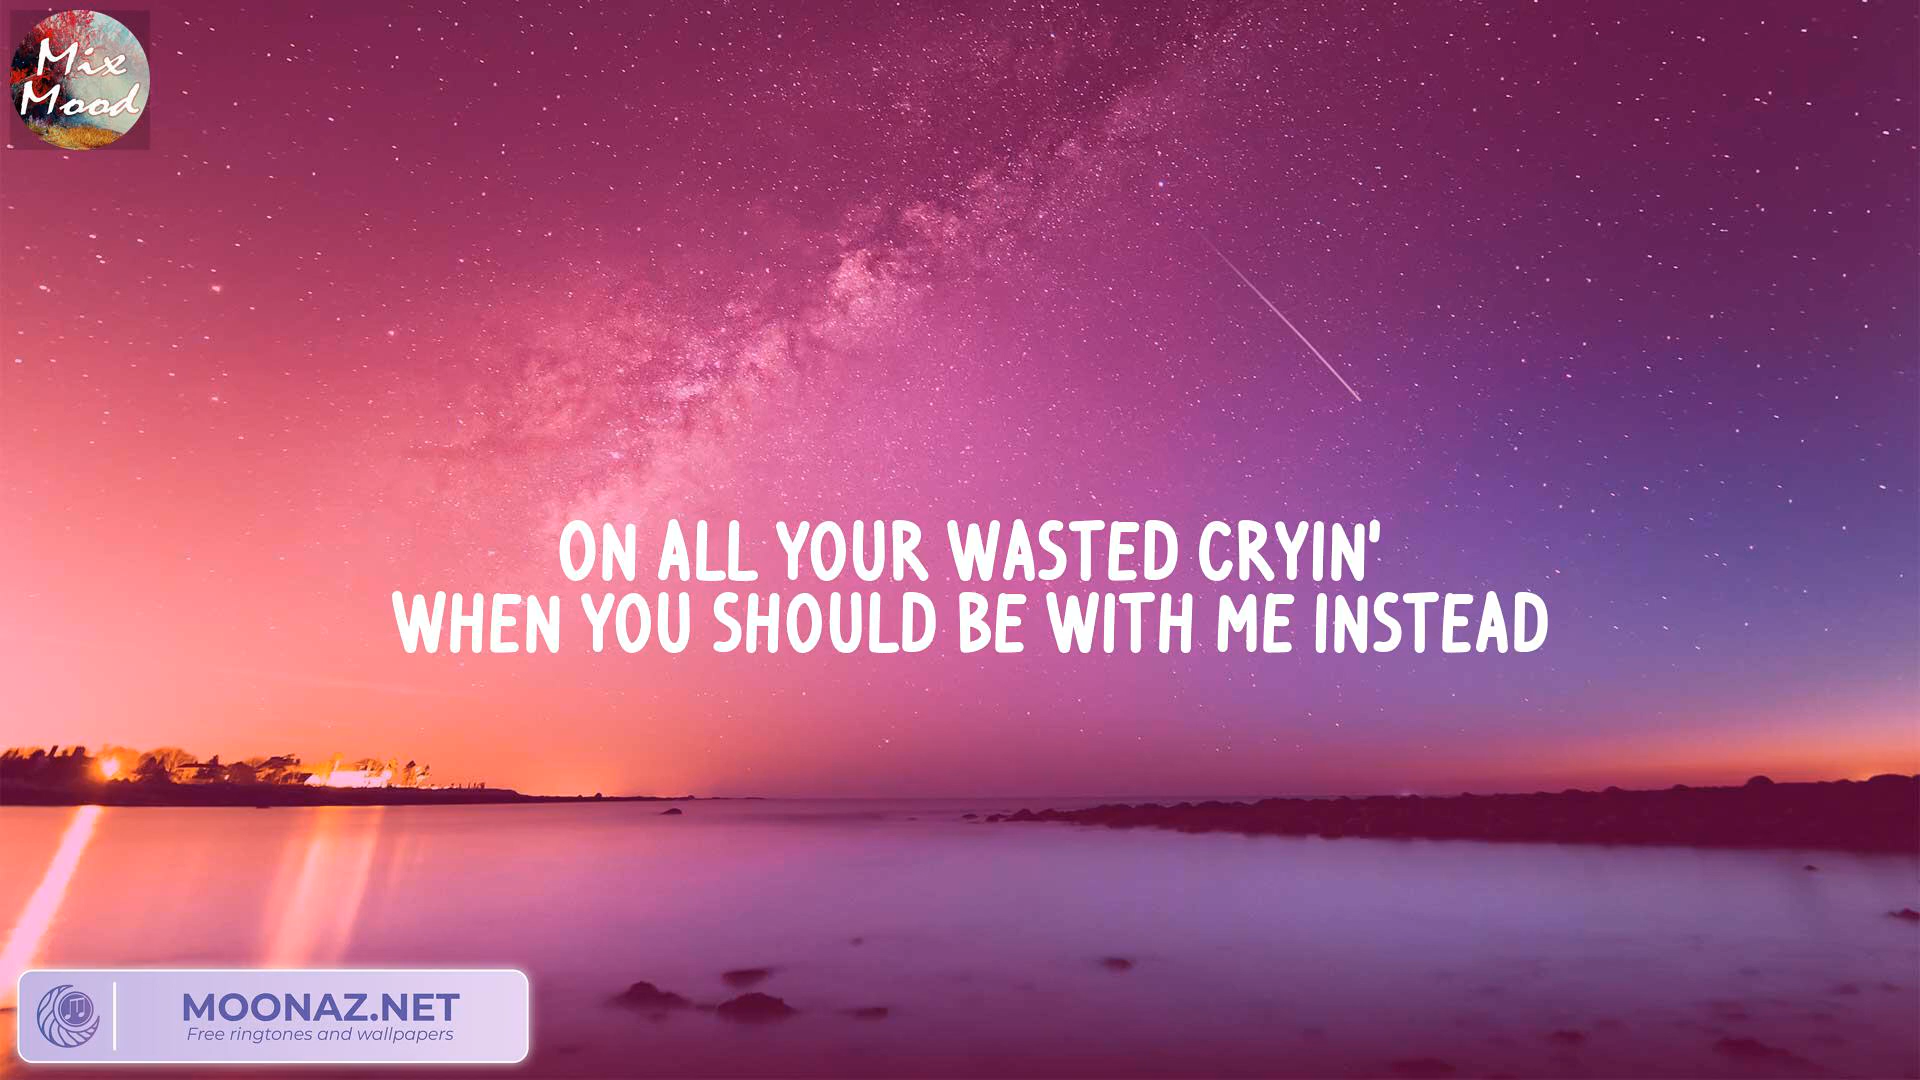 Mix
Mood
ON ALL YOUR WASTED CRYIN'
WHEN YOU SHOULD BE WITH ME INSTEAD
MOONAZ.NET
Free ringtones and wallpapers